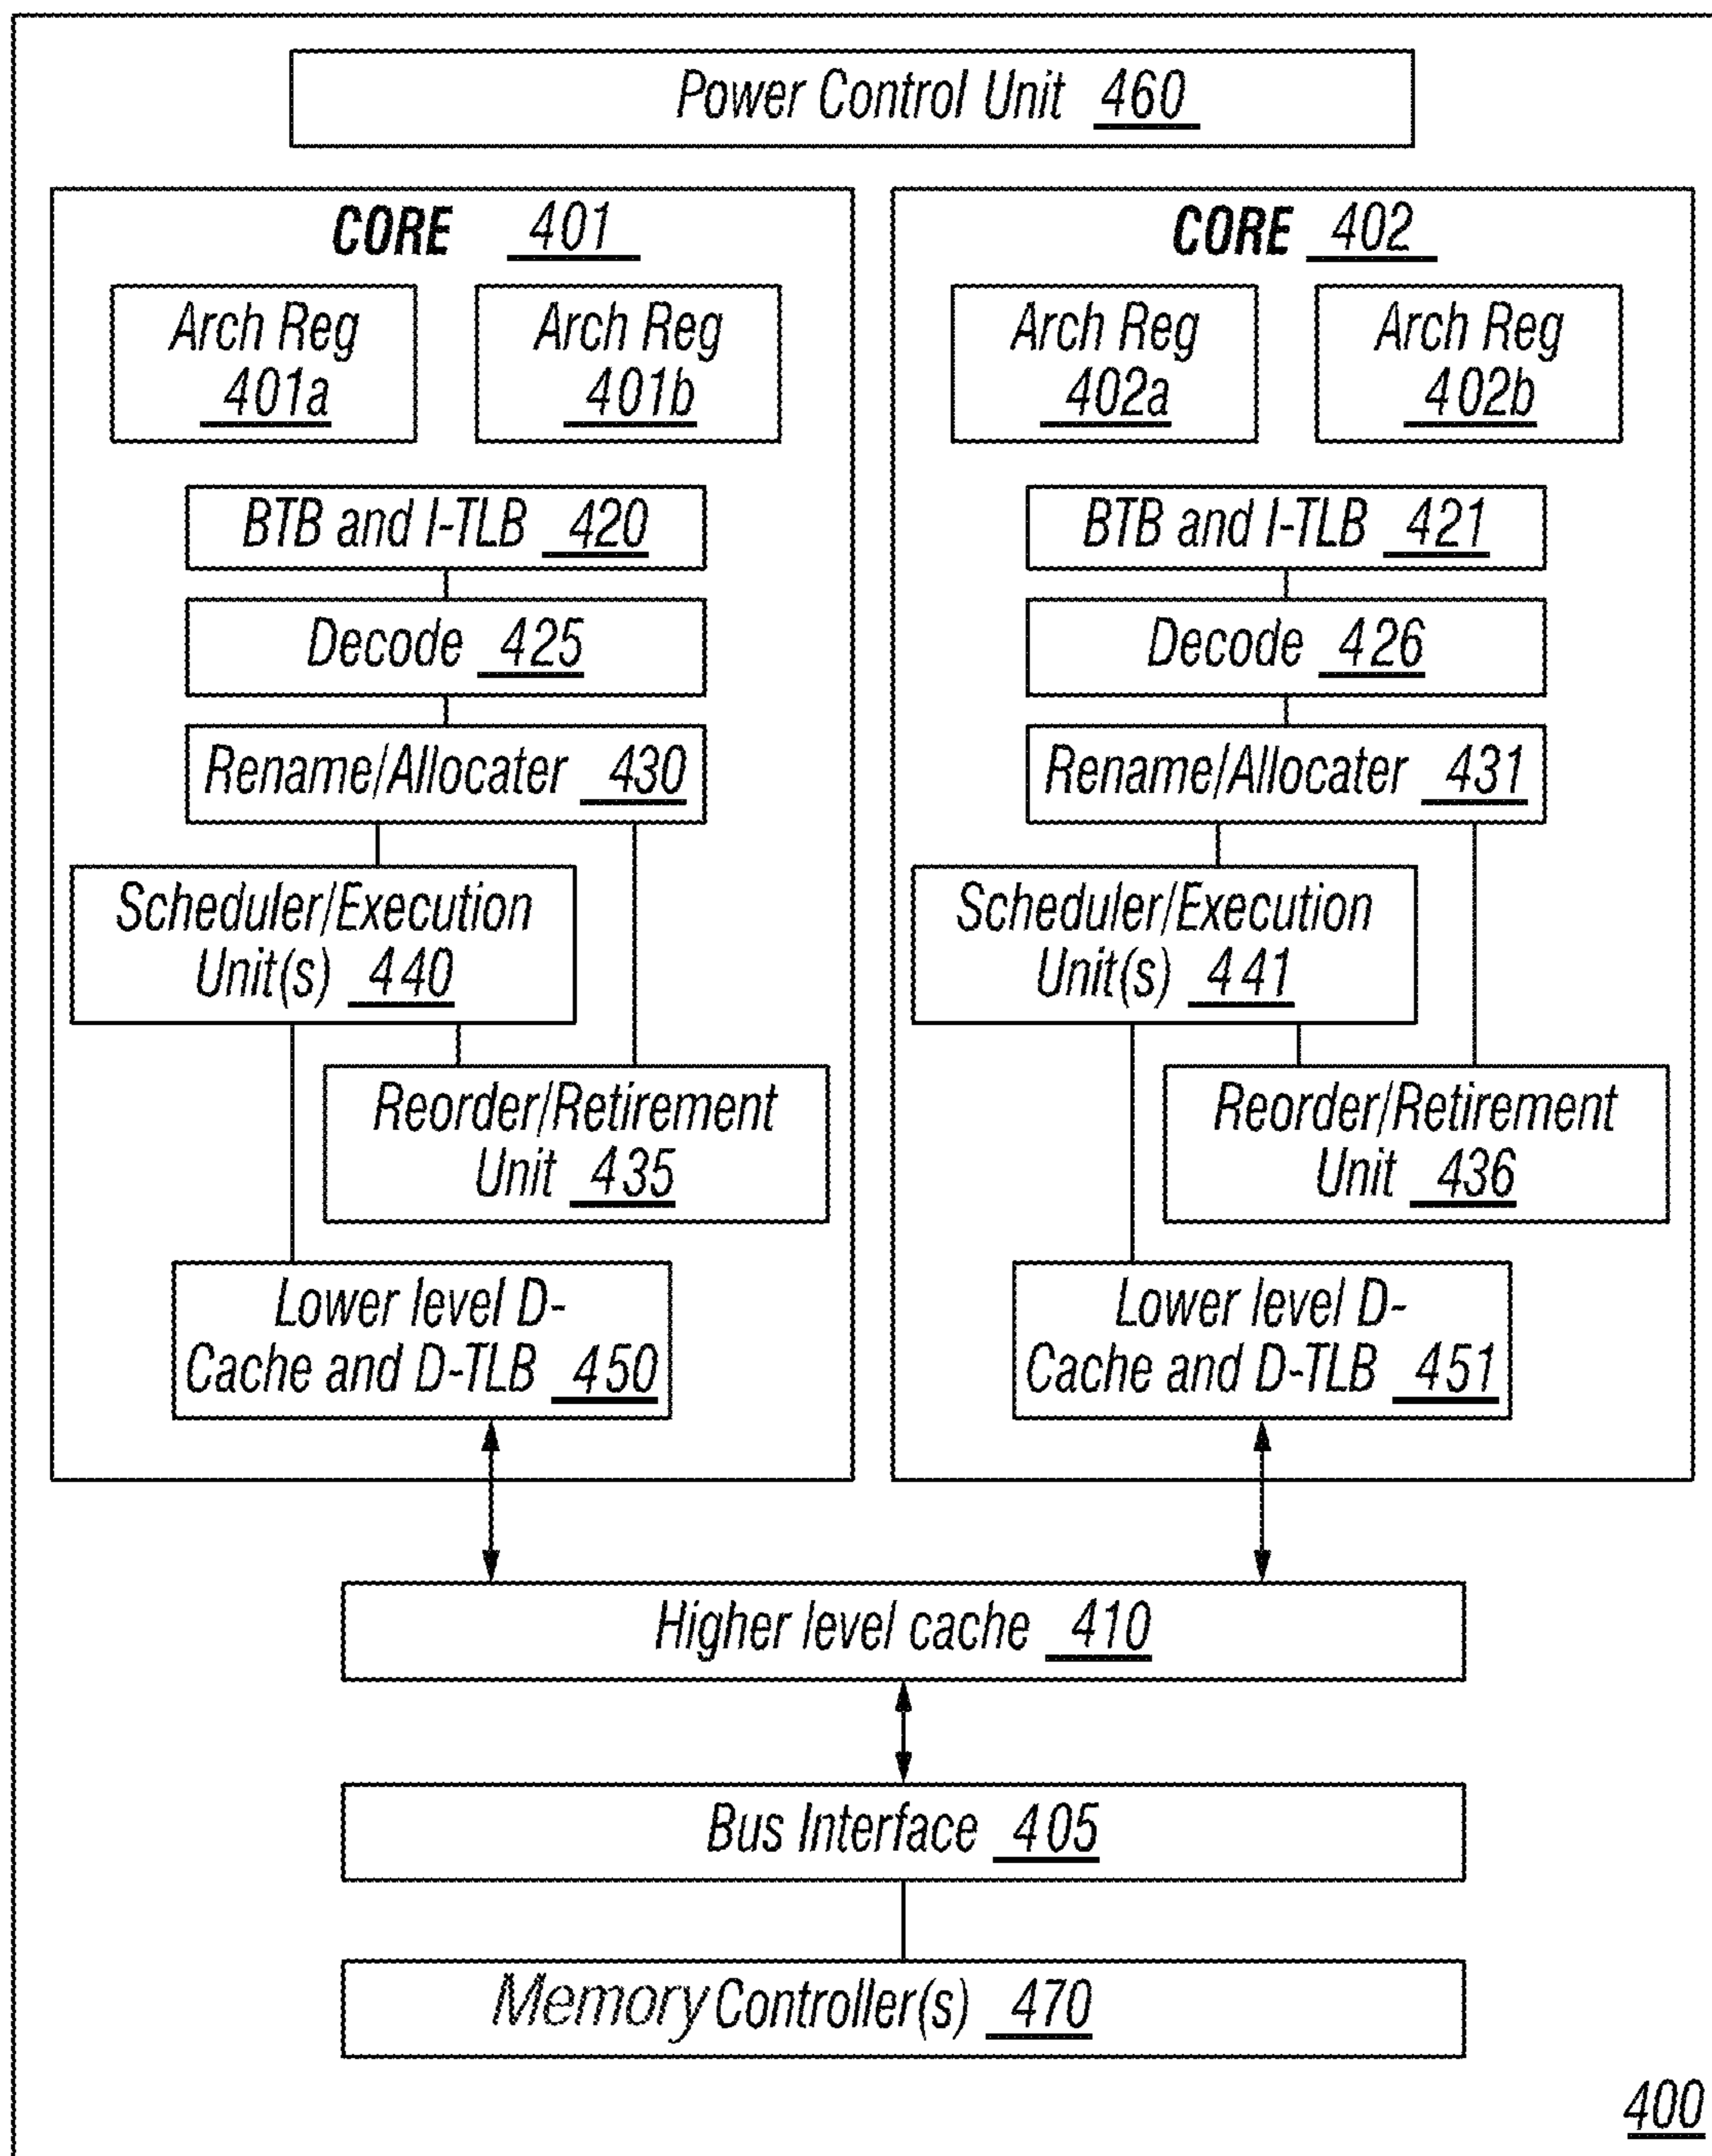 Power Control Unit 460
CORE 401
Arch Reg
401a
Arch Reg
401b
BTB and I-TLB 420
Decode 425
Rename/Allocater 430
Scheduler/Execution
Unit(s) 440
Reorder/Retirement
Unit 435
Lower level D-
Cache and D-TLB 450
CORE 402
Arch Reg
402a
Arch Reg
402b
BTB and I-TLB 421
Decode 426
Rename/Allocater 431
Scheduler/Execution
Unit(s) 441
Reorder/Retirement
Unit 436
Lower level D-
Cache and D-TLB 451
Higher level cache 410
Bus Interface 405
Memory Controller(s) 470
400